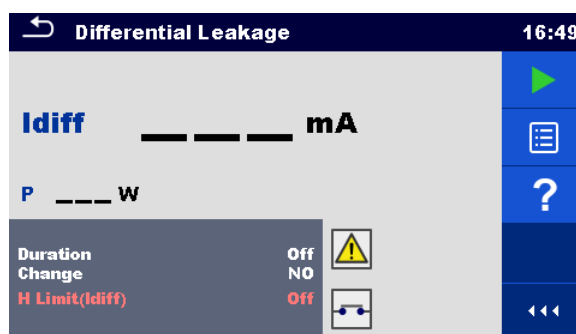 Differential Leakage 16:49
Idiff _ _ _ mA
P _ _ _ W
Duration Off
Change NO
H Limit(Idiff) Off
?